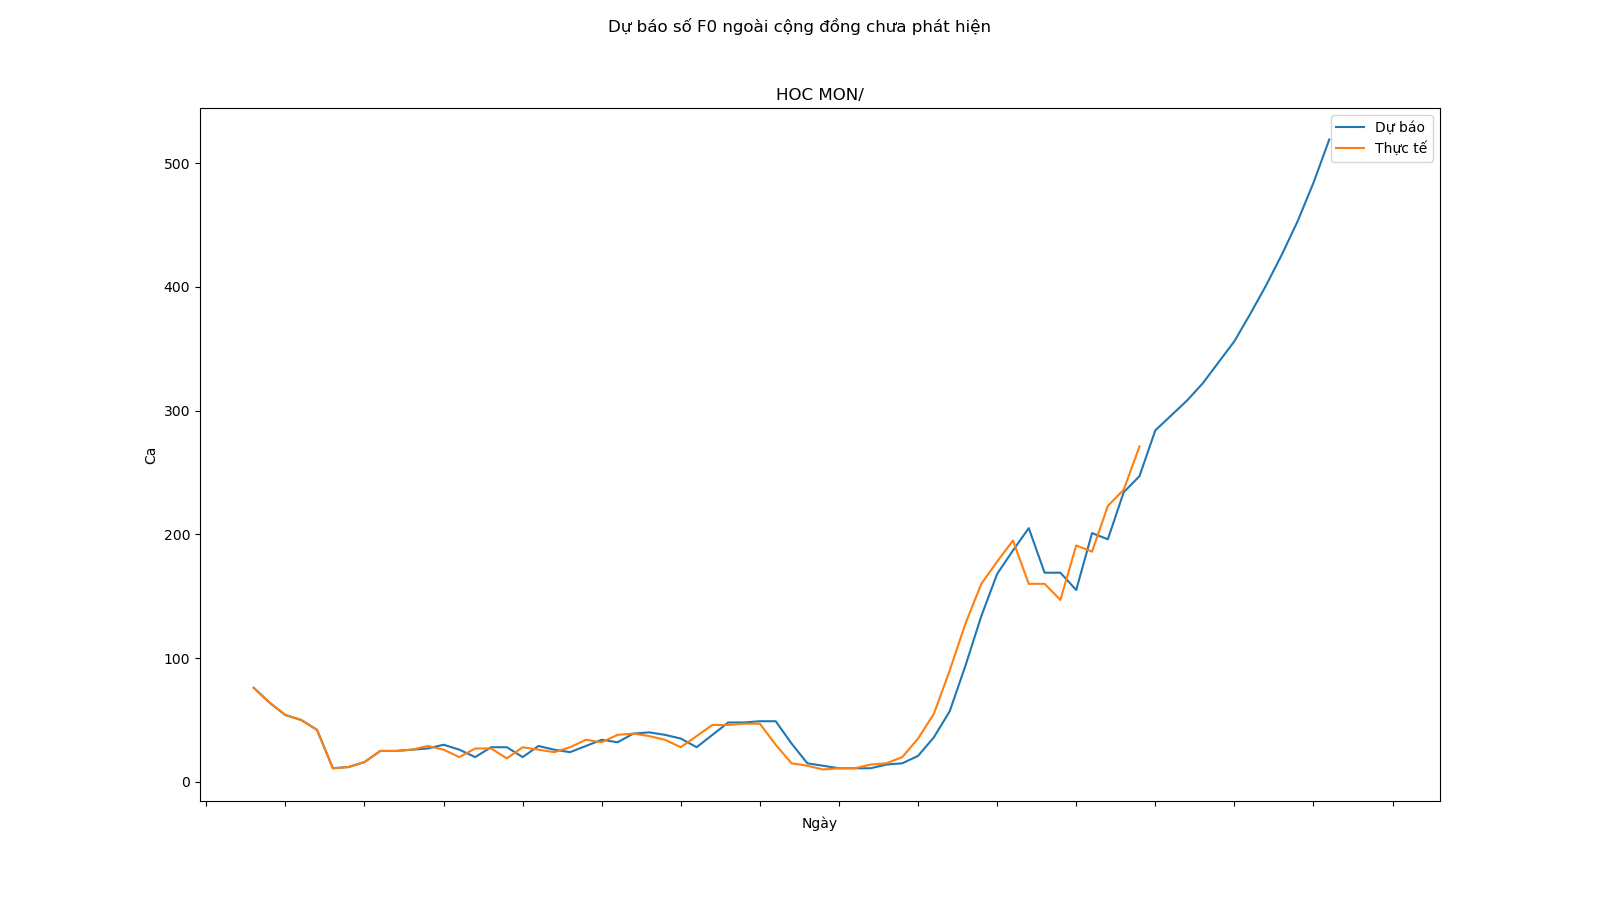 Dự báo số F0 ngoài cộng đồng chưa phát hiện
HOC MON/
Dự báo
Thực tế
500
400
300
200
100
0
Ca
Ngày